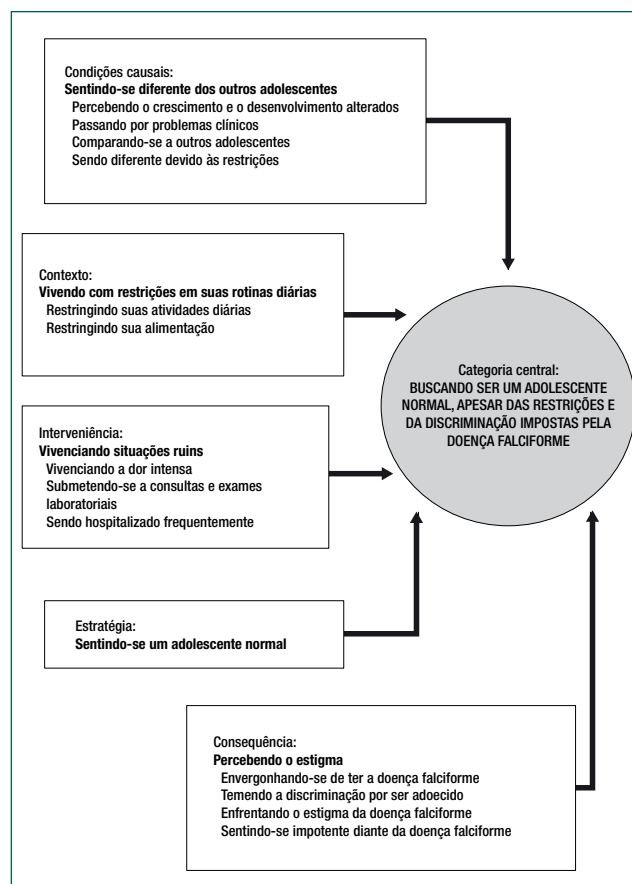 Condições causais:
Sentindo-se diferente dos outros adolescentes
Percebendo o crescimento e o desenvolvimento alterados
Passando por problemas clínicos
Comparando-se a outros adolescentes
Sendo diferente devido às restrições
Contexto:
Vivendo com restrições em suas rotinas diárias
Restringindo suas atividades diárias
Restringindo sua alimentação
Categoria central:
BUSCANDO SER UM ADOLESCENTE
NORMAL, APESAR DAS RESTRIÇÕES E
DA DISCRIMINAÇÃO IMPOSTAS PELA
DOENÇA FALCIFORME
Interveniência:
Vivenciando situações ruins
Vivenciando a dor intensa
Submetendo-se a consultas e exames
laboratoriais
Sendo hospitalizado frequentemente
Estratégia:
Sentindo-se um adolescente normal
Consequência:
Percebendo o estigma
Envergonhando-se de ter a doença falciforme
Temendo a discriminação por ser adoecido
Enfrentando o estigma da doença falciforme
Sentindo-se impotente diante da doença falciforme